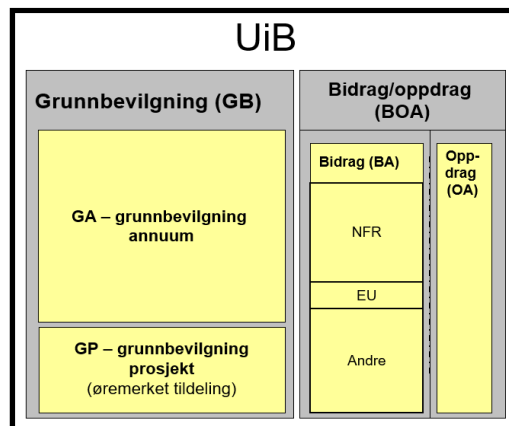 UiB
Grunnbevilgning (GB)
GA – grunnbevilgning
annuum
GP – grunnbevilgning
prosjekt
(øremerket tildeling)
Bidrag/oppdrag
(BOA)
Bidrag (BA)
NFR
EU
Andre
Opp-
drag
(OA)